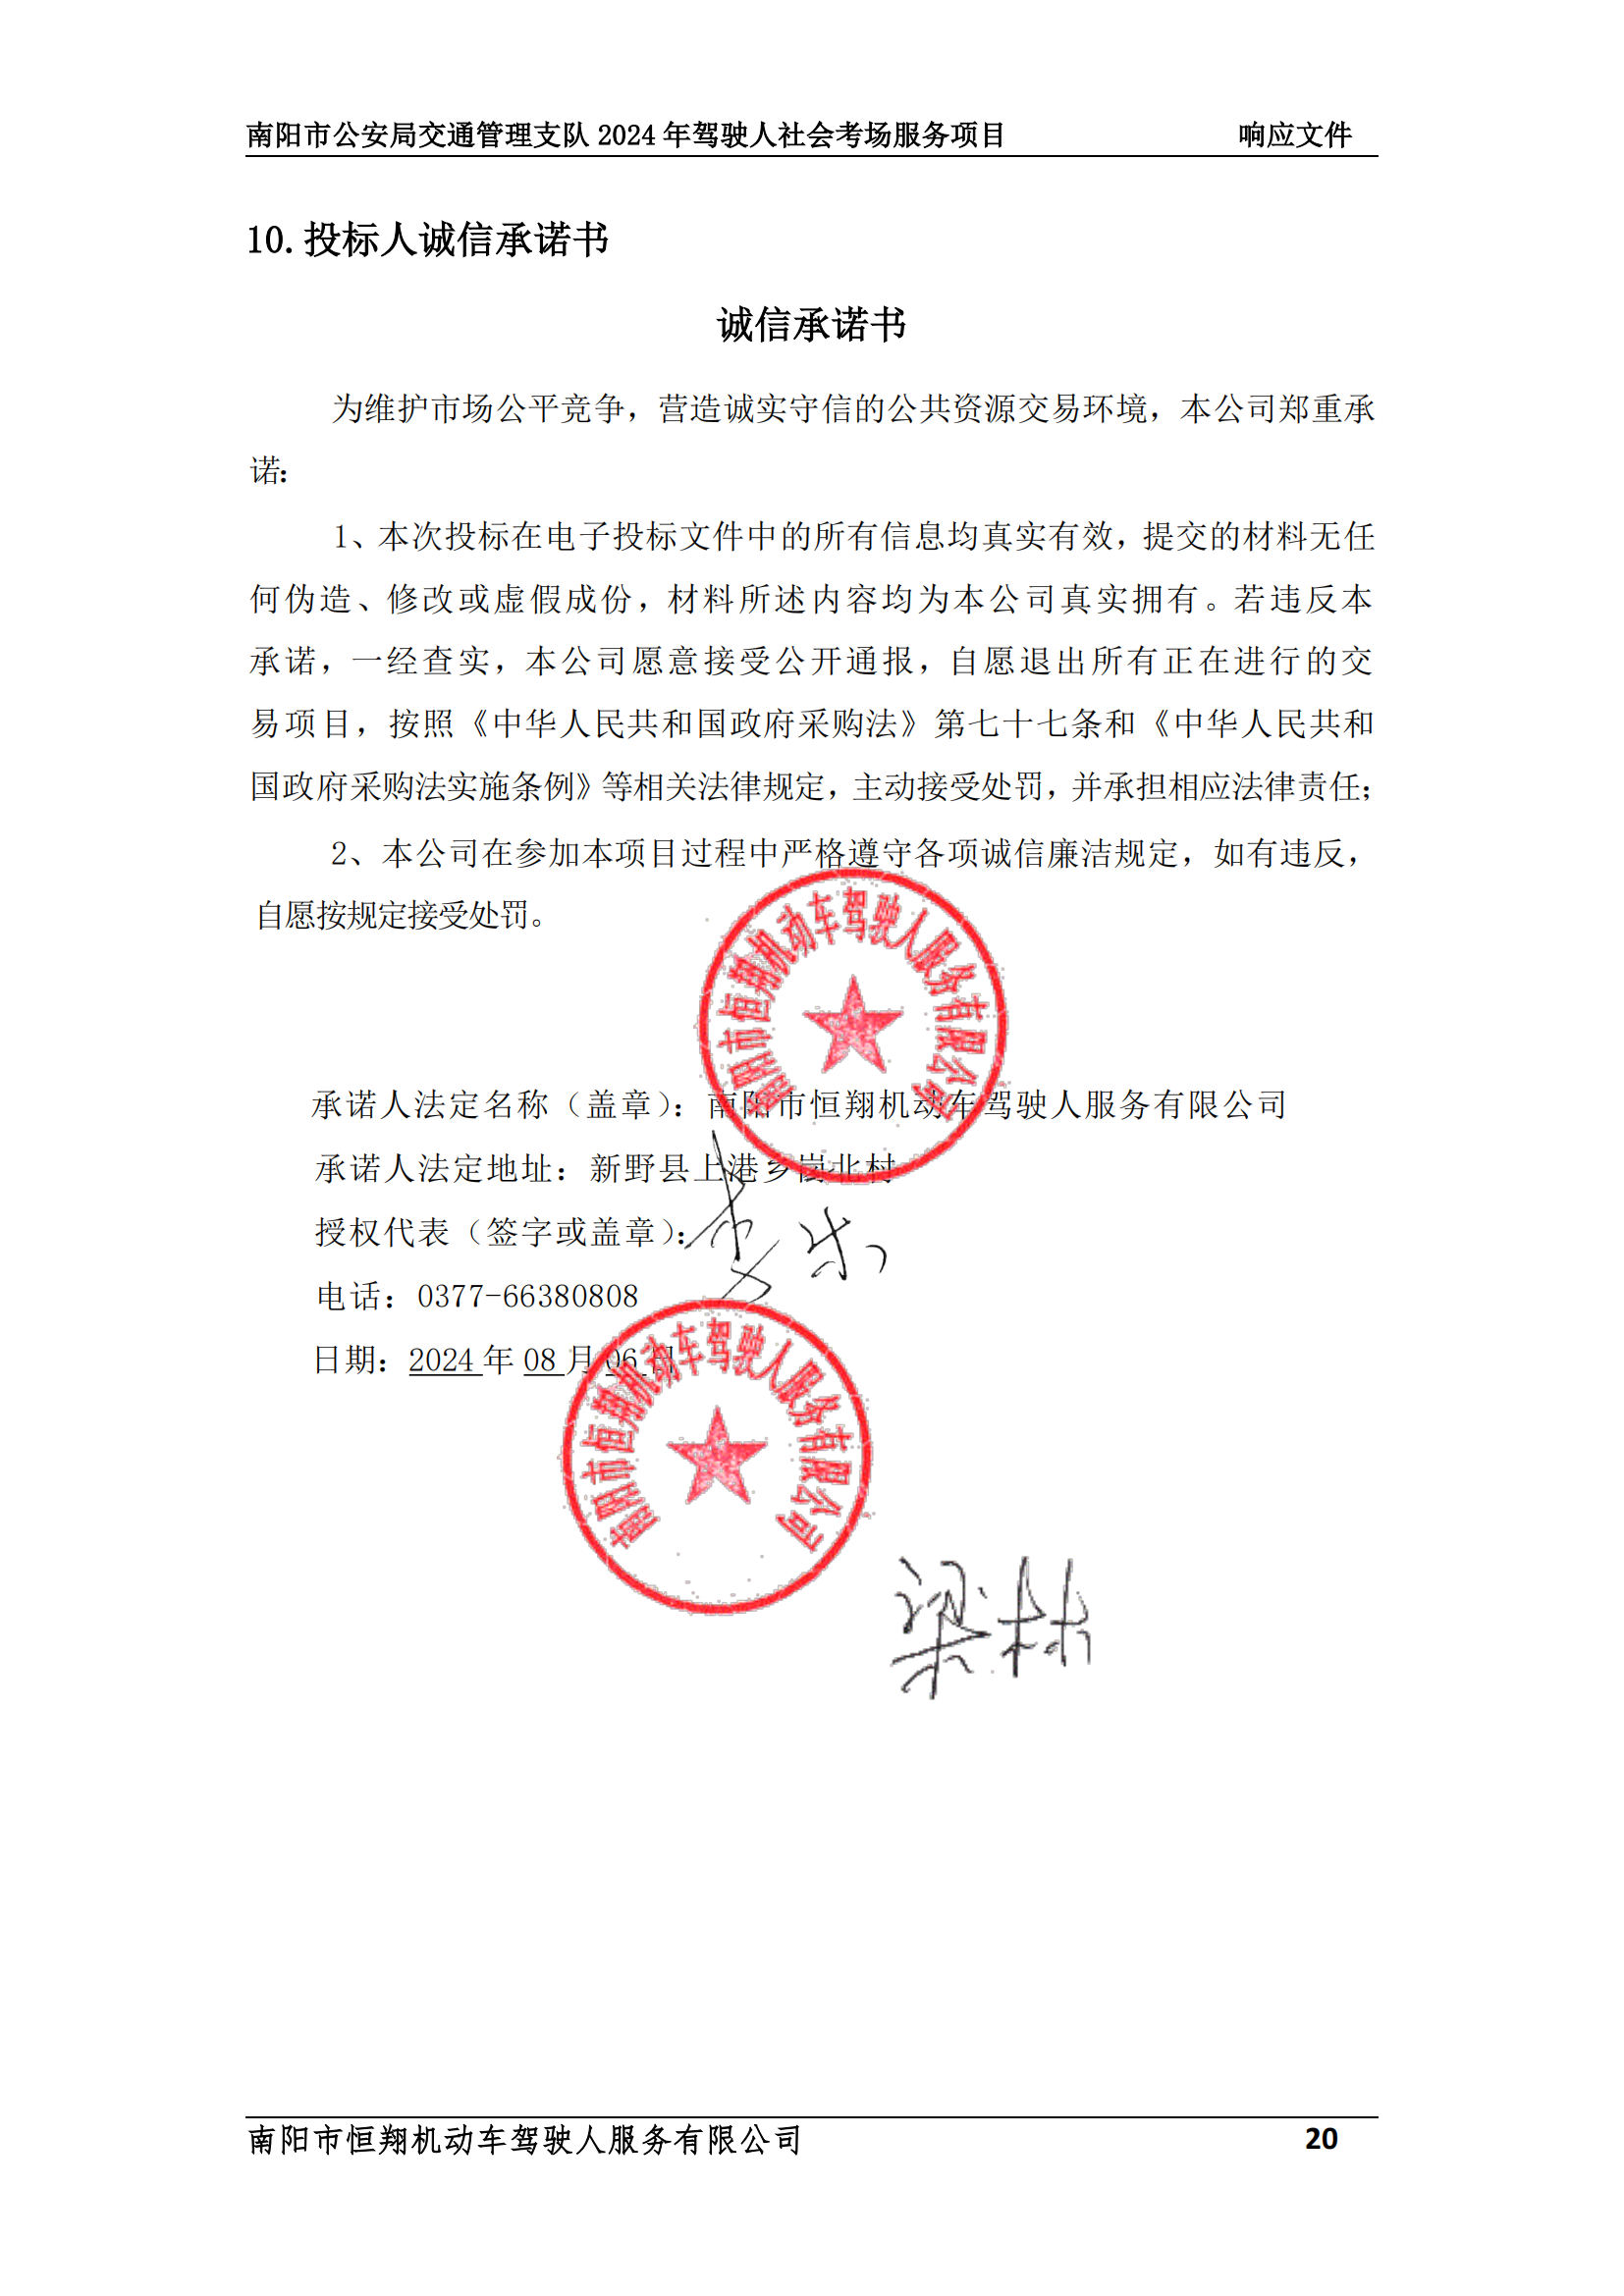 南阳市公安局交通管理支队 2024 年驾驶人社会考场服务项目 响应文件
10.投标人诚信承诺书
诚信承诺书
为维护市场公平竞争，营造诚实守信的公共资源交易环境，本公司郑重承
诺：
1、本次投标在电子投标文件中的所有信息均真实有效，提交的材料无任
何伪造、修改或虚假成份，材料所述内容均为本公司真实拥有。若违反本
承诺，一经查实，本公司愿意接受公开通报，自愿退出所有正在进行的交
易项目，按照《中华人民共和国政府采购法》第七十七条和《中华人民共和
国政府采购法实施条例》等相关法律规定，主动接受处罚，并承担相应法律责任；
2、本公司在参加本项目过程中严格遵守各项诚信廉洁规定，如有违反，
自愿按规定接受处罚。
南阳市恒翔机动车驾驶人服务有限公司
承诺人法定名称（盖章）：南阳市恒翔机动车驾驶人服务有限公司
承诺人法定地址：新野县上港乡岗北村
授权代表（签字或盖章）：
电话：0377-66380808
日期：2024 年 08 月 06 日
南阳市恒翔机动车驾驶人服务有限公司
梁林
南阳市恒翔机动车驾驶人服务有限公司 20